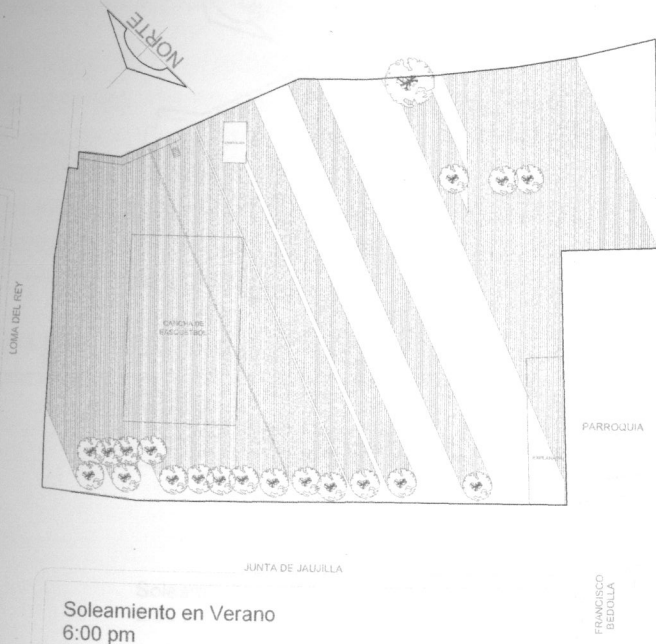 NORTE
LOMA DEL REY
CANCHA DE
BASQUETBOL
PARROQUIA
JUNTA DE JAUJILLA
FRANCISCO
BEDOLLA
Soleamiento en Verano
6:00 pm